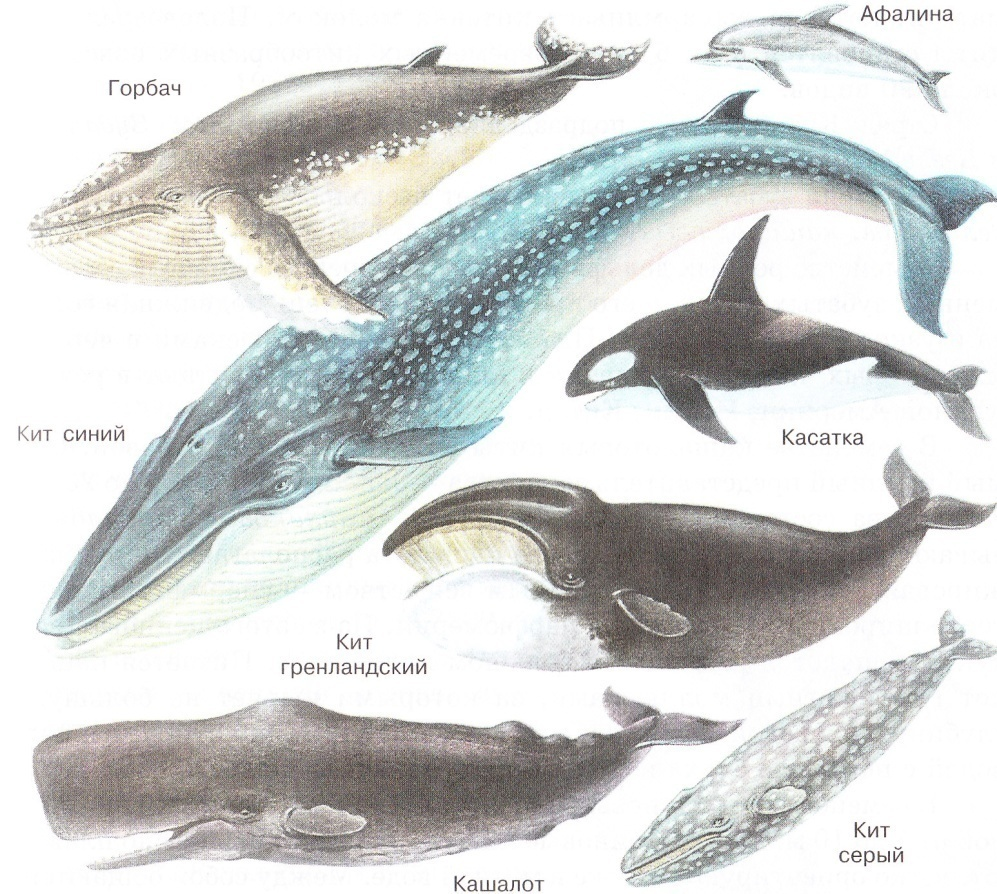 Афалина
Горбач
Кит синий
Касатка
Кит
гренландский
Кит
серый
Кашалот